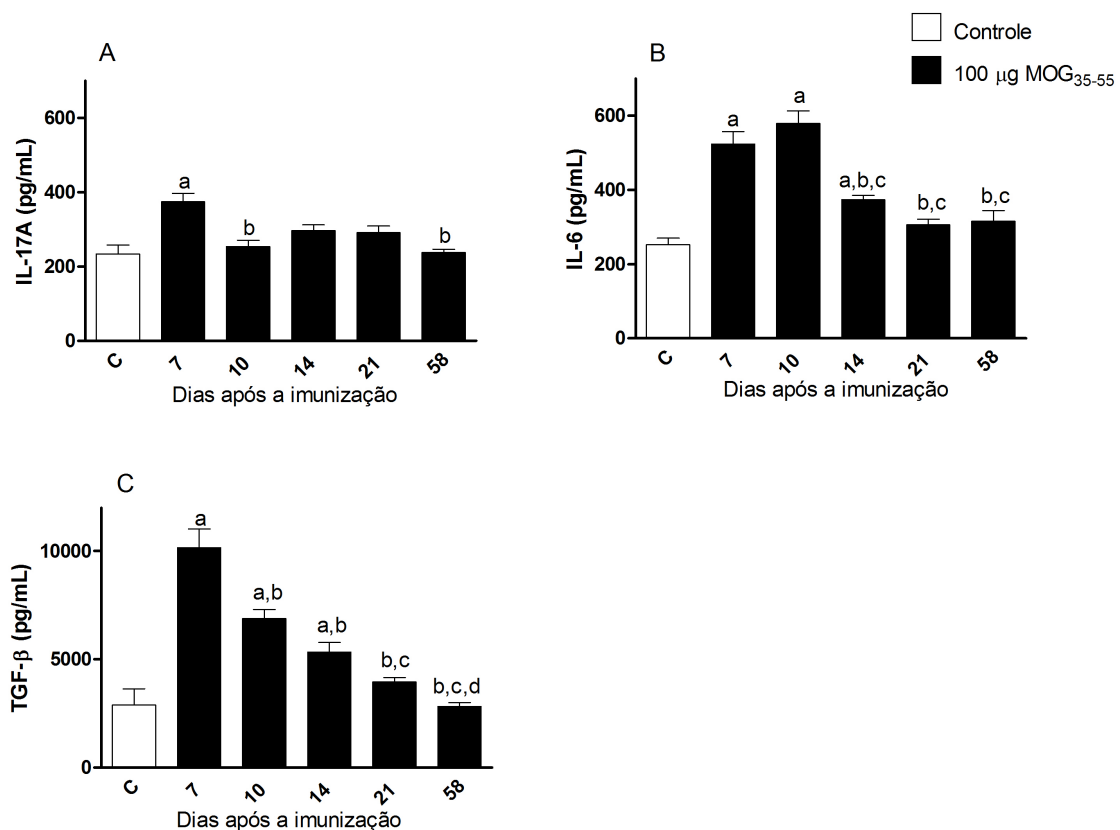 Controle
100 μg MOG35-55
A
IL-17A (pg/mL)
600
400
200
0
a
b
b
C 7 10 14 21 58
Dias após a imunização
B
IL-6 (pg/mL)
600
400
200
0
a
a
a,b,c
b,c
b,c
C 7 10 14 21 58
Dias após a imunização
C
TGF-β (pg/mL)
10000
5000
0
a
a,b
a,b
b,c
b,c,d
C 7 10 14 21 58
Dias após a imunização